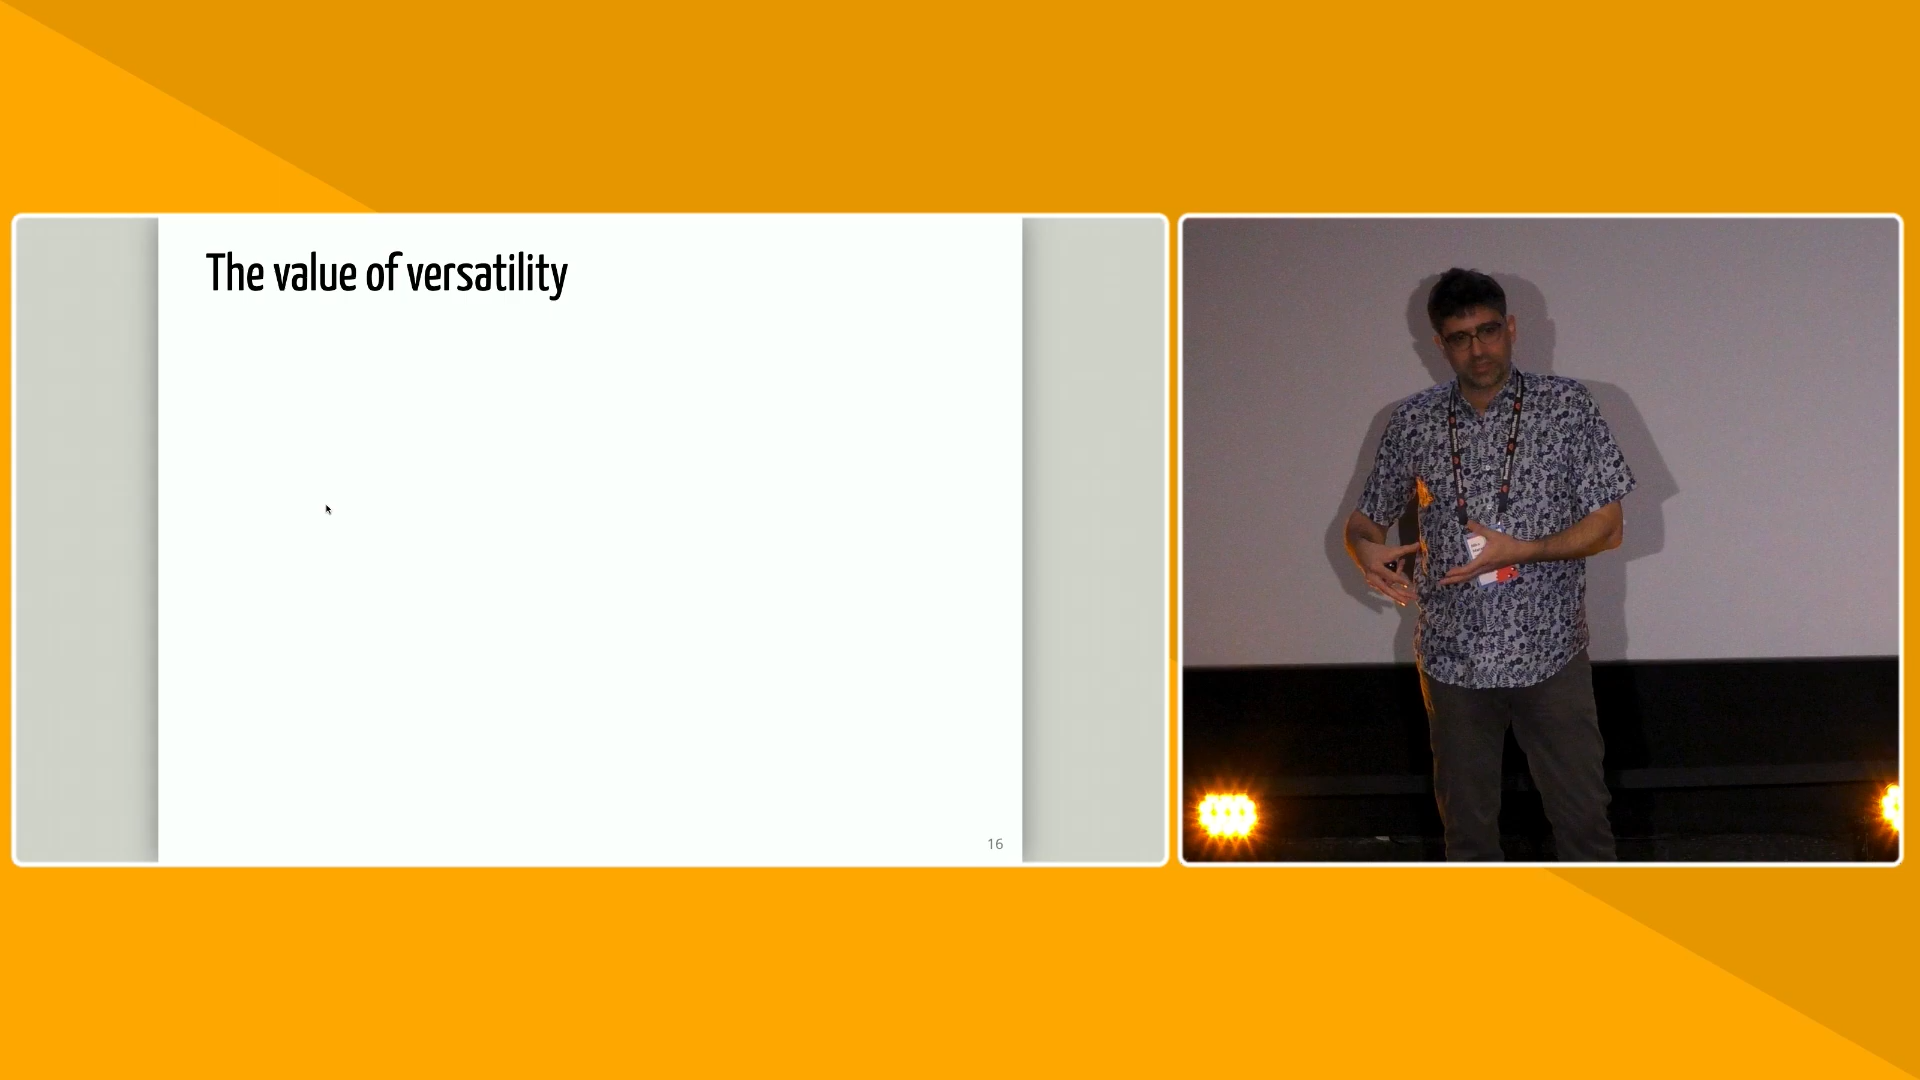 The value of versatility
16